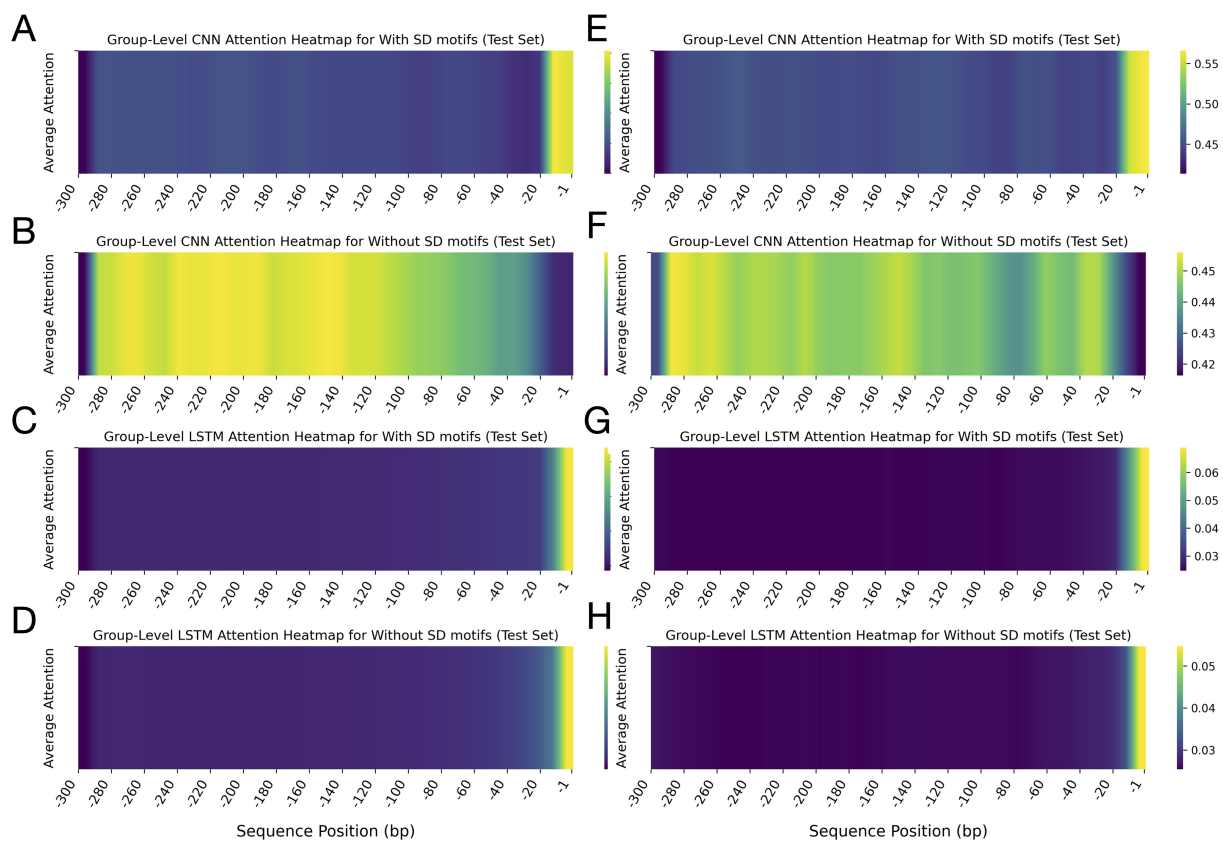 A
Group-Level CNN Attention Heatmap for With SD motifs (Test Set)
Average Attention
-300 -280 -260 -240 -220 -200 -180 -160 -140 -120 -100 -80 -60 -40 -20 -1
E
Group-Level CNN Attention Heatmap for With SD motifs (Test Set)
Average Attention
-300 -280 -260 -240 -220 -200 -180 -160 -140 -120 -100 -80 -60 -40 -20 -1
0.55
0.50
0.45
B
Group-Level CNN Attention Heatmap for Without SD motifs (Test Set)
Average Attention
-300 -280 -260 -240 -220 -200 -180 -160 -140 -120 -100 -80 -60 -40 -20 -1
F
Group-Level CNN Attention Heatmap for Without SD motifs (Test Set)
Average Attention
-300 -280 -260 -240 -220 -200 -180 -160 -140 -120 -100 -80 -60 -40 -20 -1
0.45
0.44
0.43
0.42
C
Group-Level LSTM Attention Heatmap for With SD motifs (Test Set)
Average Attention
-300 -280 -260 -240 -220 -200 -180 -160 -140 -120 -100 -80 -60 -40 -20 -1
G
Group-Level LSTM Attention Heatmap for With SD motifs (Test Set)
Average Attention
-300 -280 -260 -240 -220 -200 -180 -160 -140 -120 -100 -80 -60 -40 -20 -1
0.06
0.05
0.04
0.03
D
Group-Level LSTM Attention Heatmap for Without SD motifs (Test Set)
Average Attention
-300 -280 -260 -240 -220 -200 -180 -160 -140 -120 -100 -80 -60 -40 -20 -1
Sequence Position (bp)
H
Group-Level LSTM Attention Heatmap for Without SD motifs (Test Set)
Average Attention
-300 -280 -260 -240 -220 -200 -180 -160 -140 -120 -100 -80 -60 -40 -20 -1
0.05
0.04
0.03
Sequence Position (bp)